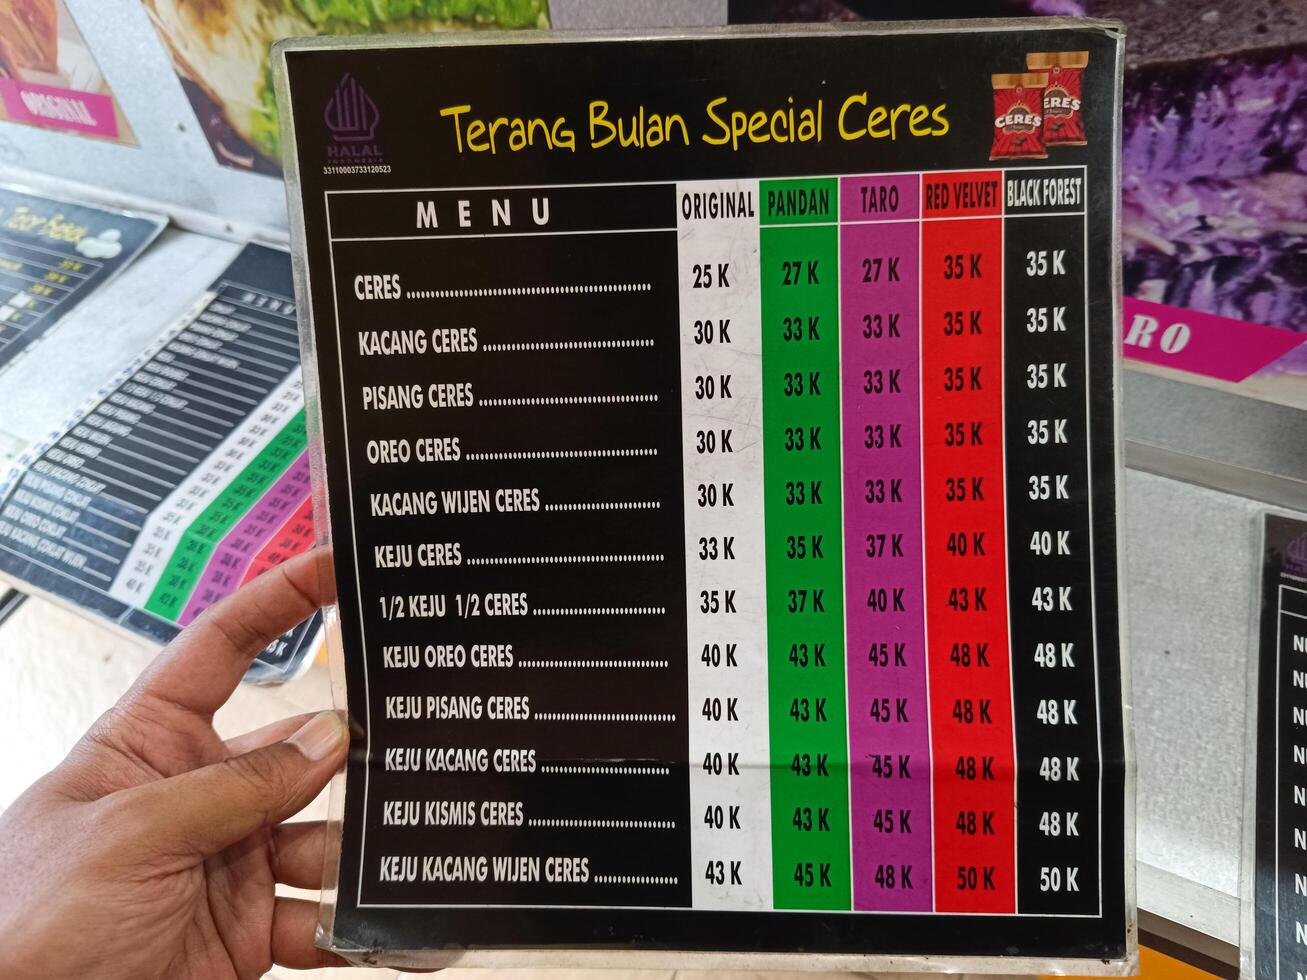 ORIGINAL
HALAL
INDONESIA
33110003733120523
Terang Bulan Special Ceres
CERES
CERES
MENU ORIGINAL PANDAN TARO RED VELVET BLACK FOREST
CERES ................................................ 25 K 27 K 27 K 35 K 35 K
KACANG CERES .................................. 30 K 33 K 33 K 35 K 35 K
PISANG CERES .................................... 30 K 33 K 33 K 35 K 35 K
OREO CERES ...................................... 30 K 33 K 33 K 35 K 35 K
KACANG WIJEN CERES ....................... 30 K 33 K 33 K 35 K 35 K
KEJU CERES ....................................... 33 K 35 K 37 K 40 K 40 K
1/2 KEJU 1/2 CERES .......................... 35 K 37 K 40 K 43 K 43 K
KEJU OREO CERES .............................. 40 K 43 K 45 K 48 K 48 K
KEJU PISANG CERES ............................ 40 K 43 K 45 K 48 K 48 K
KEJU KACANG CERES .......................... 40 K 43 K 45 K 48 K 48 K
KEJU KISMIS CERES ............................. 40 K 43 K 45 K 48 K 48 K
KEJU KACANG WIJEN CERES ................. 43 K 45 K 48 K 50 K 50 K
RO